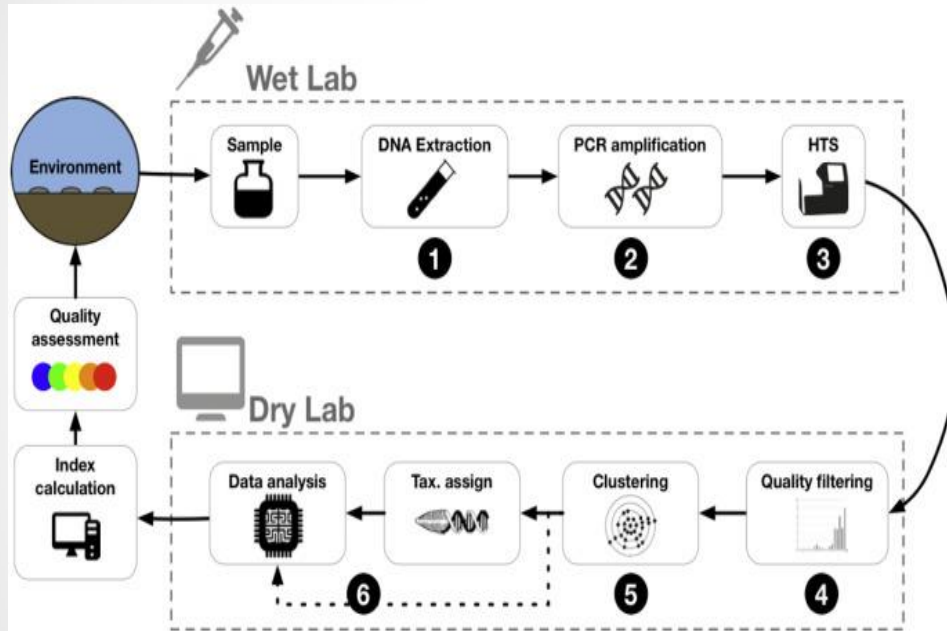 Wet Lab
Environment
Sample
DNA Extraction
PCR amplification
HTS
1
2
3
Quality
assessment
Dry Lab
Index
calculation
Data analysis
Tax. assign
Clustering
Quality filtering
6
5
4